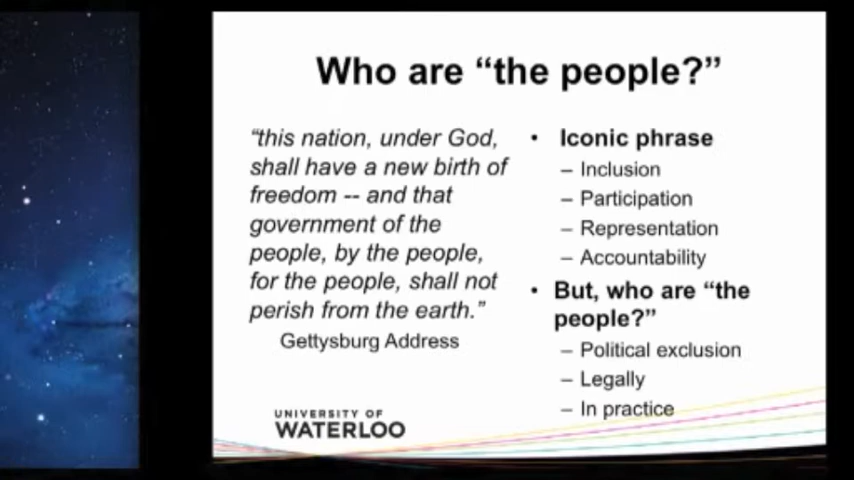 Who are “the people?”
“this nation, under God,
shall have a new birth of
freedom -- and that
government of the
people, by the people,
for the people, shall not
perish from the earth.”
Gettysburg Address
• Iconic phrase
– Inclusion
– Participation
– Representation
– Accountability
• But, who are “the
people?”
– Political exclusion
– Legally
– In practice
UNIVERSITY OF
WATERLOO